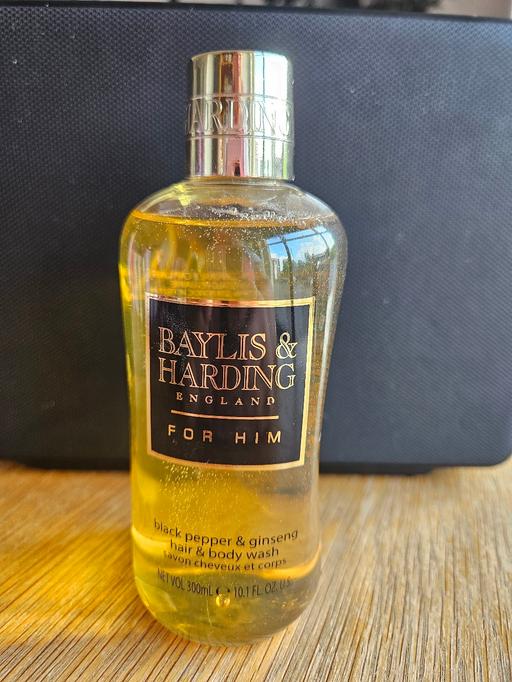 ARDING
BAYLIS &
HARDING
ENGLAND
FOR HIM
black pepper & ginseng
hair & body wash
savon cheveux et corps
NET VOL 300mL ℮ 10.1 FL. OZ. U.S.